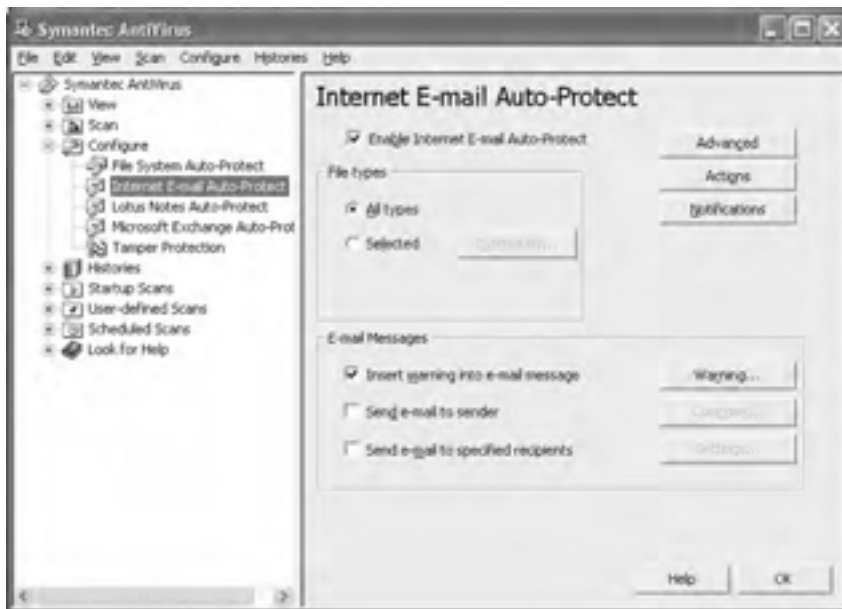 Symantec AntiVirus
File Edit View Scan Configure Histories Help
Symantec AntiVirus
View
Scan
Configure
File System Auto-Protect
Internet E-mail Auto-Protect
Lotus Notes Auto-Protect
Microsoft Exchange Auto-Prot
Tamper Protection
Histories
Startup Scans
User-defined Scans
Scheduled Scans
Look for Help
Internet E-mail Auto-Protect
Enable Internet E-mail Auto-Protect
Advanced
Actions
Notifications
File types
All types
Selected
E-mail Messages
Insert warning into e-mail message
Warning...
Send e-mail to sender
Send e-mail to specified recipients
Help
OK